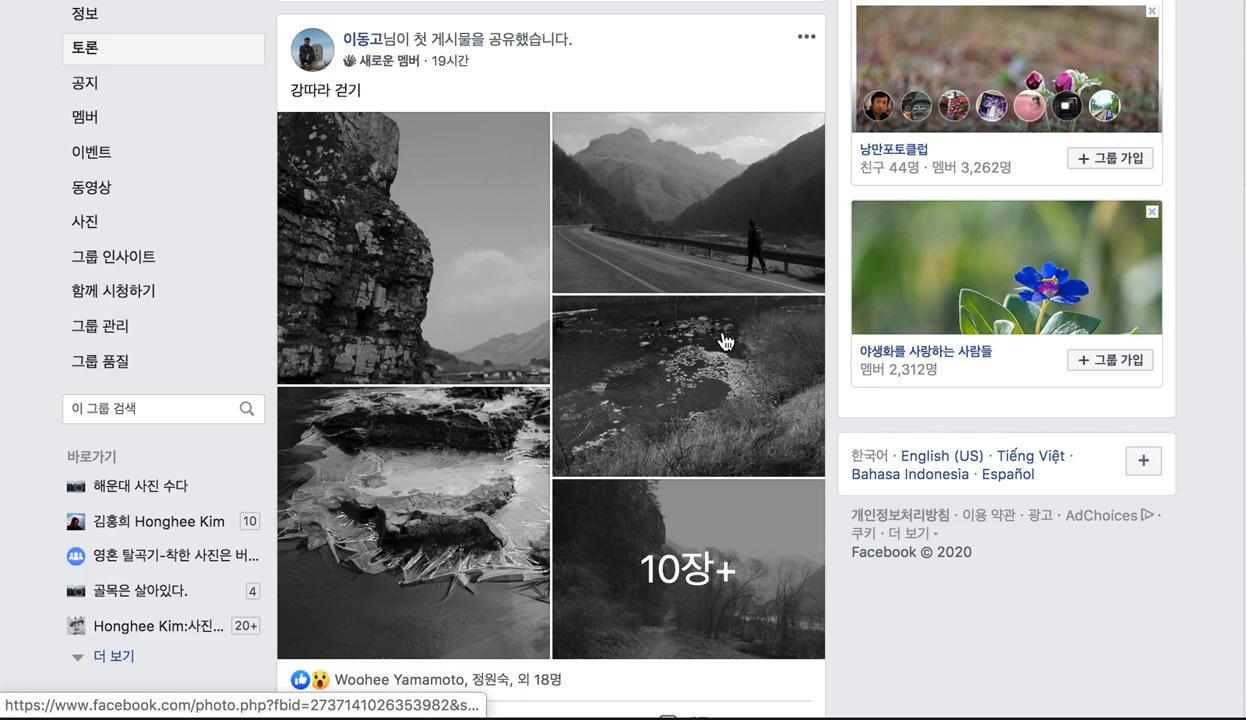 정보
토론
공지
멤버
이벤트
동영상
사진
그룹 인사이트
함께 시청하기
그룹 관리
그룹 품질
이 그룹 검색
바로가기
해운대 사진 수다
김홍희 Honghee Kim 10
영혼 탈곡기-착한 사진은 버...
골목은 살아있다. 4
Honghee Kim:사진... 20+
더 보기
이동고님이 첫 게시물을 공유했습니다.
새로운 멤버 · 19시간
강따라 걷기
10장+
Woohee Yamamoto, 정원숙, 외 18명
낭만포토클럽
친구 44명 · 멤버 3,262명
+ 그룹 가입
야생화를 사랑하는 사람들
멤버 2,312명
+ 그룹 가입
한국어 · English (US) · Tiếng Việt ·
Bahasa Indonesia · Español
개인정보처리방침 · 이용 약관 · 광고 · AdChoices ·
쿠키 · 더 보기
Facebook © 2020
https://www.facebook.com/photo.php?fbid=2737141026353982&s...